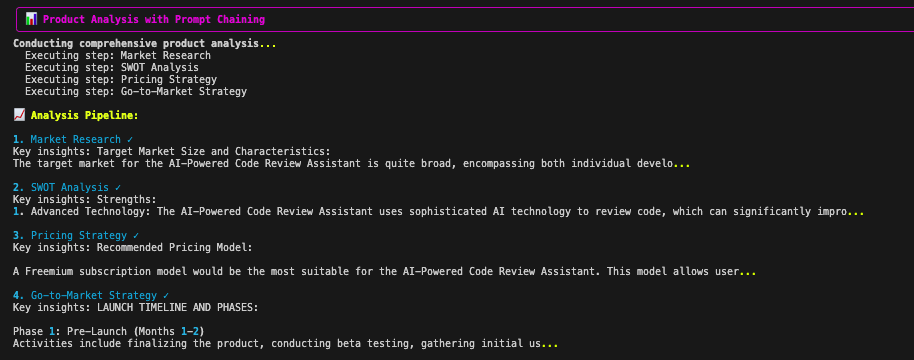 📊 Product Analysis with Prompt Chaining
Conducting comprehensive product analysis...
Executing step: Market Research
Executing step: SWOT Analysis
Executing step: Pricing Strategy
Executing step: Go-to-Market Strategy
📈 Analysis Pipeline:
1. Market Research ✓
Key insights: Target Market Size and Characteristics:
The target market for the AI-Powered Code Review Assistant is quite broad, encompassing both individual develo...
2. SWOT Analysis ✓
Key insights: Strengths:
1. Advanced Technology: The AI-Powered Code Review Assistant uses sophisticated AI technology to review code, which can significantly impro...
3. Pricing Strategy ✓
Key insights: Recommended Pricing Model:
A Freemium subscription model would be the most suitable for the AI-Powered Code Review Assistant. This model allows user...
4. Go-to-Market Strategy ✓
Key insights: LAUNCH TIMELINE AND PHASES:
Phase 1: Pre-Launch (Months 1-2)
Activities include finalizing the product, conducting beta testing, gathering initial us...